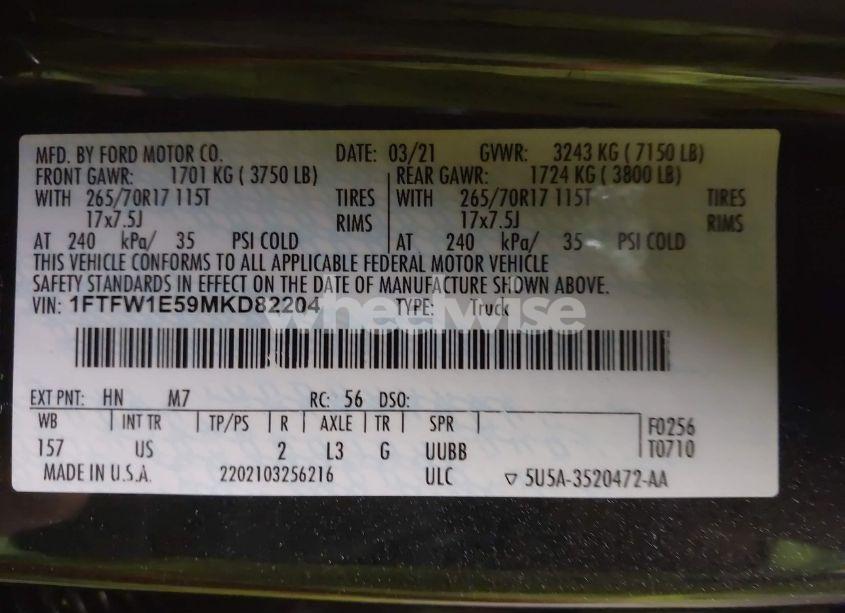 MFD. BY FORD MOTOR CO. DATE: 03/21 GVWR: 3243 KG ( 7150 LB)
FRONT GAWR: 1701 KG ( 3750 LB) REAR GAWR: 1724 KG ( 3800 LB)
WITH 265/70R17 115T TIRES WITH 265/70R17 115T TIRES
17x7.5J RIMS 17x7.5J RIMS
AT 240 kPa/ 35 PSI COLD AT 240 kPa/ 35 PSI COLD
THIS VEHICLE CONFORMS TO ALL APPLICABLE FEDERAL MOTOR VEHICLE
SAFETY STANDARDS IN EFFECT ON THE DATE OF MANUFACTURE SHOWN ABOVE.
VIN: 1FTFW1E59MKD82204 TYPE: Truck
wheelwise
EXT PNT: HN M7 RC: 56 DSO:
WB INT TR TP/PS R AXLE TR SPR F0256
157 US 2 L3 G UUBB T0710
MADE IN U.S.A. 2202103256216 ULC ▽ 5U5A-3520472-AA